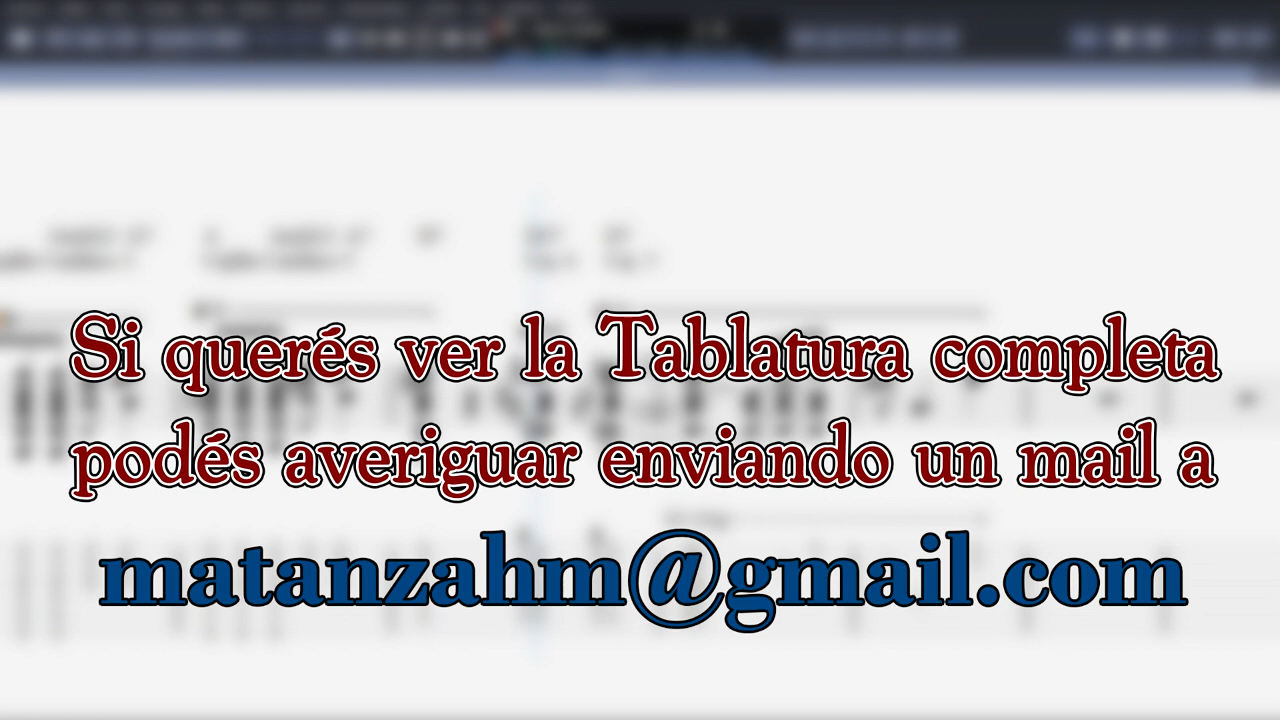 Si querés ver la Tablatura completa
podés averiguar enviando un mail a
matanzahm@gmail.com